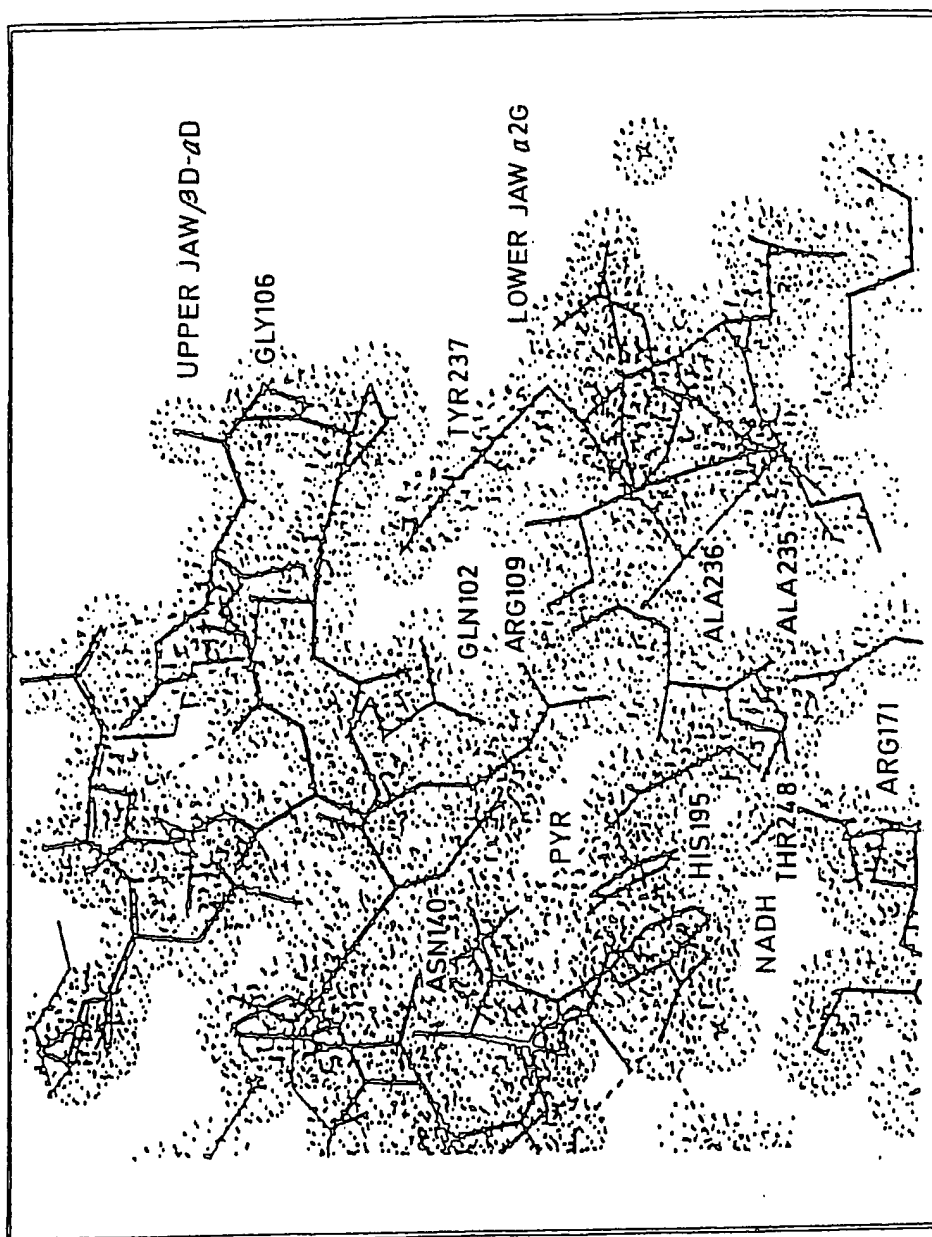 UPPER JAW βD-αD
GLY106
LOWER JAW α2G
TYR237
GLN102
ARG109
ALA236
ALA235
ASN140
PYR
HIS195
THR248
NADH
ARG171